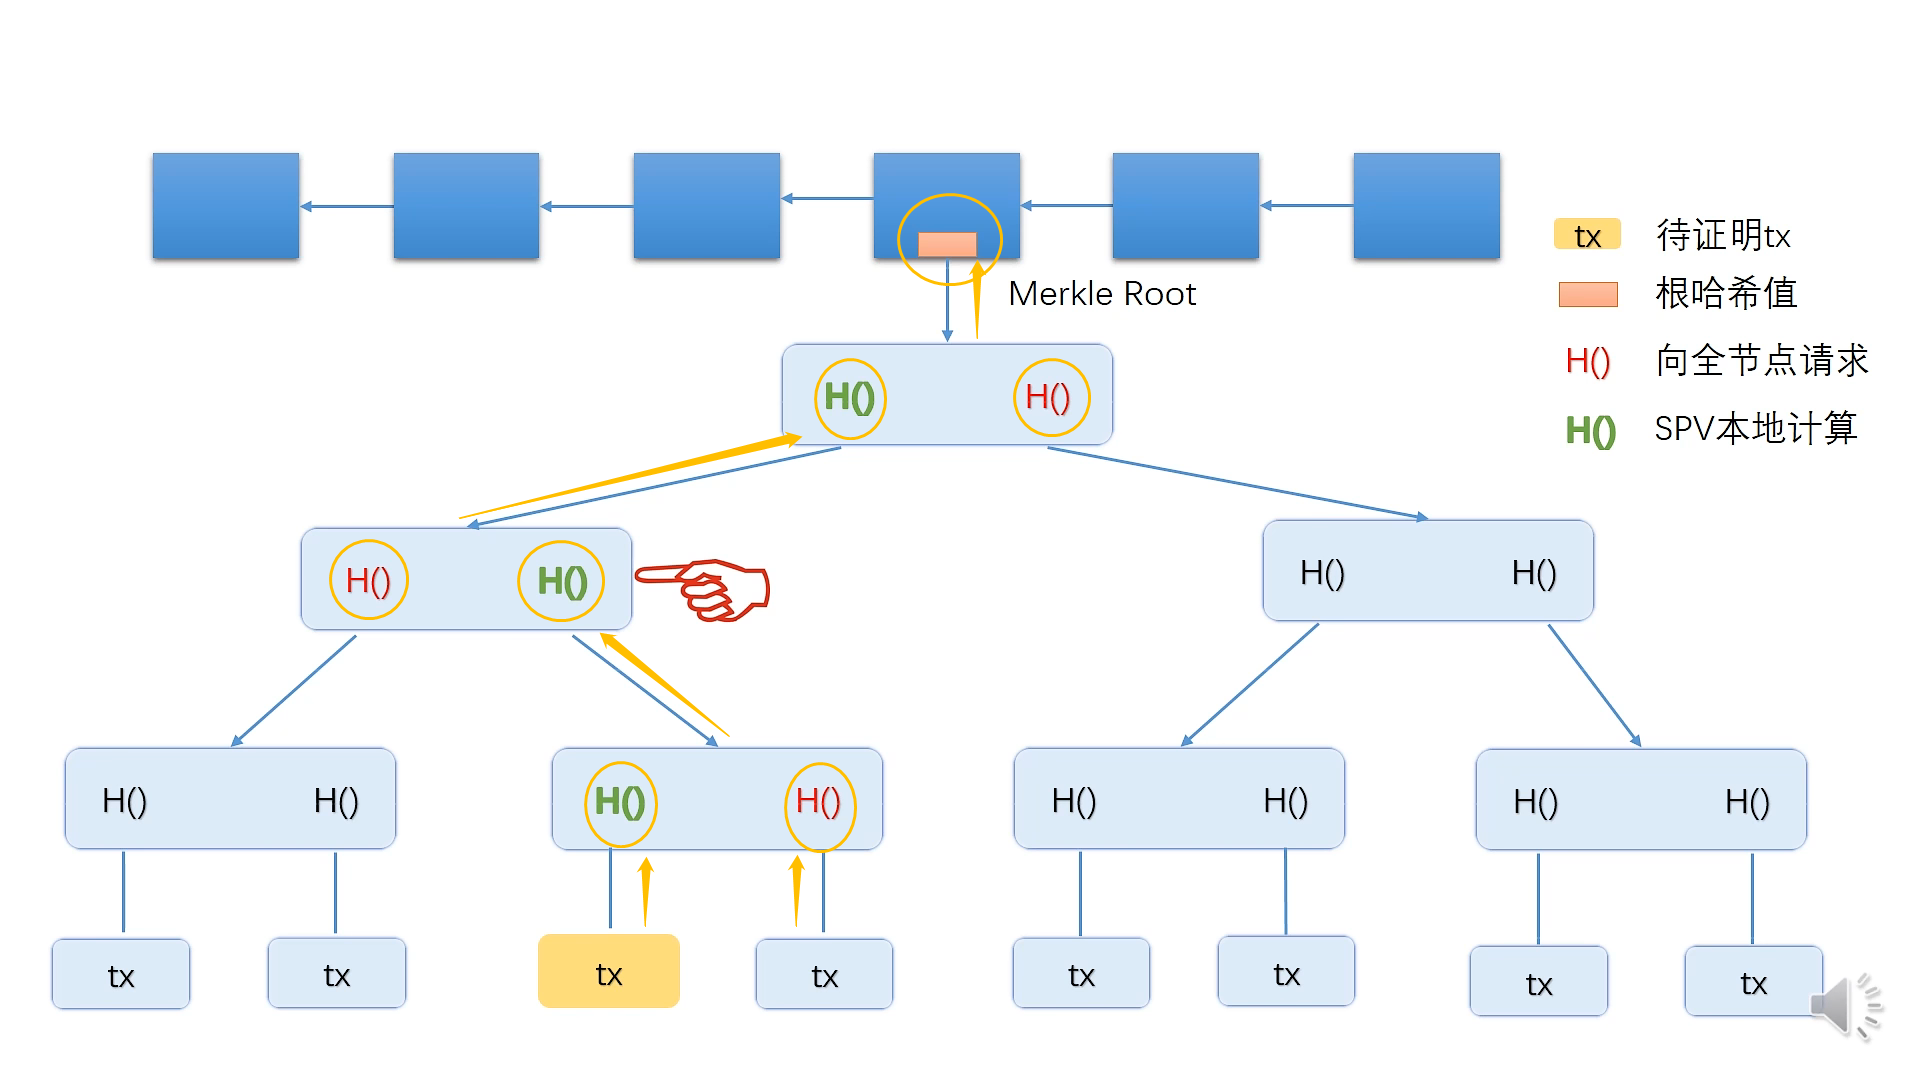 tx 待证明tx
Merkle Root 根哈希值
H() 向全节点请求
H() H()
H() SPV本地计算
H() H() H() H()
H() H() H() H() H() H() H() H()
tx tx tx tx tx tx tx tx